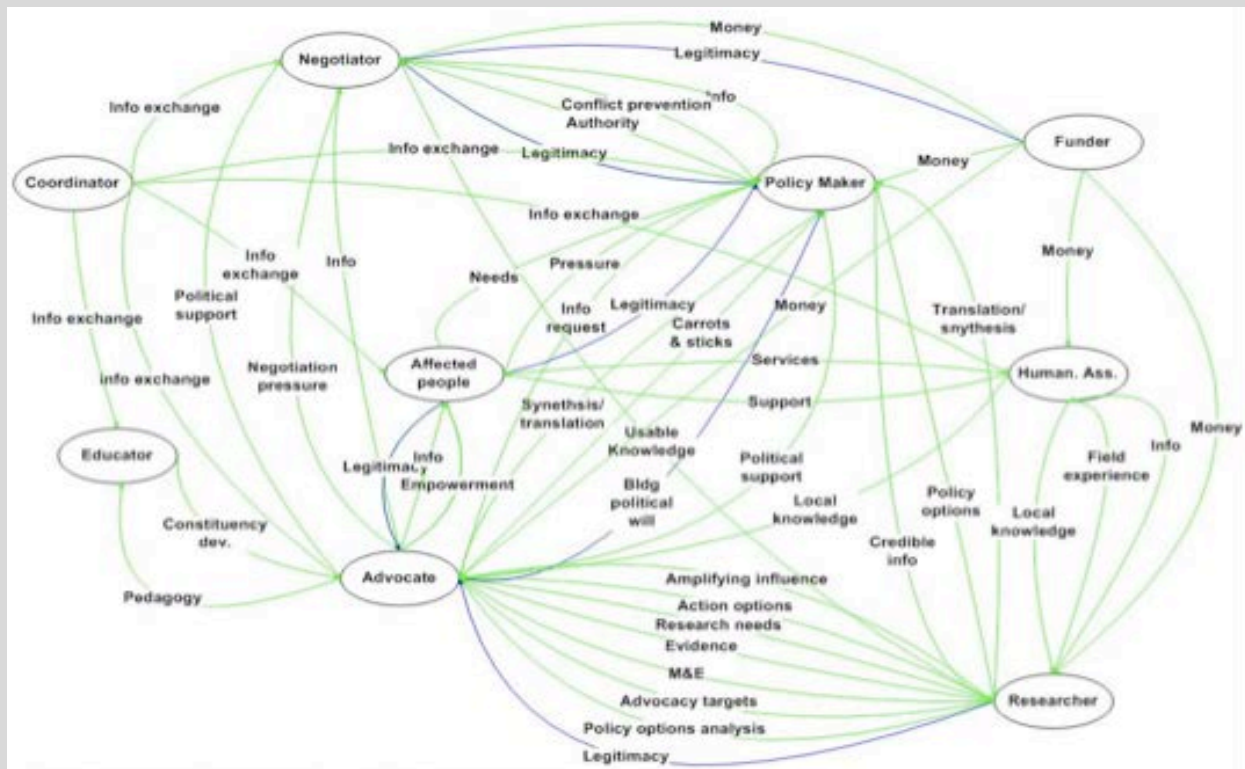 Money
Legitimacy
Negotiator
Info exchange
Conflict prevention
Info
Authority
Funder
Info exchange
Legitimacy
Money
Coordinator
Policy Maker
Info exchange
Info
exchange
Info
Needs
Pressure
Money
Political
support
Info
request
Legitimacy
Money
Translation/
snythesis
Info exchange
Carrots
& sticks
info exchange
Negotiation
pressure
Affected
people
Services
Human. Ass.
Support
Synethsis/
translation
Usable
Knowledge
Money
Educator
Legitimacy
Info
Empowerment
Political
support
Field
experience
Info
Bldg
political
will
Policy
options
Local
knowledge
Local
knowledge
Constituency
dev.
Credible
info
Advocate
Pedagogy
Amplifying influence
Action options
Research needs
Evidence
M&E
Advocacy targets
Researcher
Policy options analysis
Legitimacy